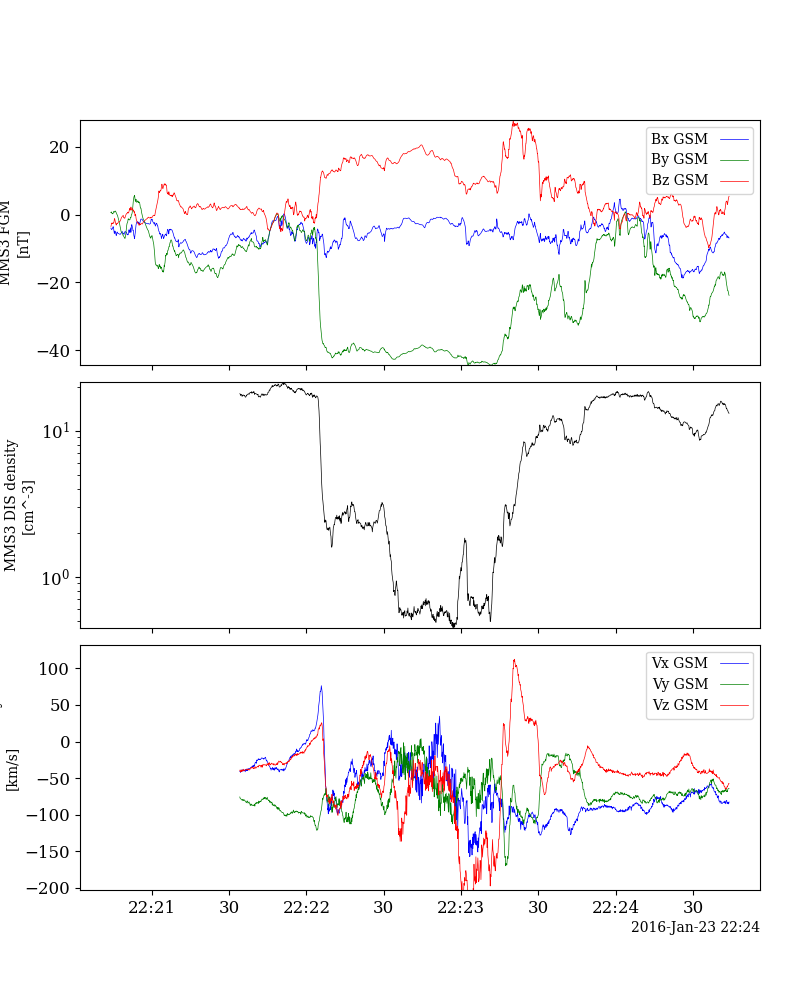 20
0
−20
−40
MMS3 FGM
[nT]
Bx GSM
By GSM
Bz GSM
10^1
10^0
MMS3 DIS density
[cm^-3]
100
50
0
−50
−100
−150
−200
[km/s]
Vx GSM
Vy GSM
Vz GSM
22:21 30 22:22 30 22:23 30 22:24 30
2016-Jan-23 22:24